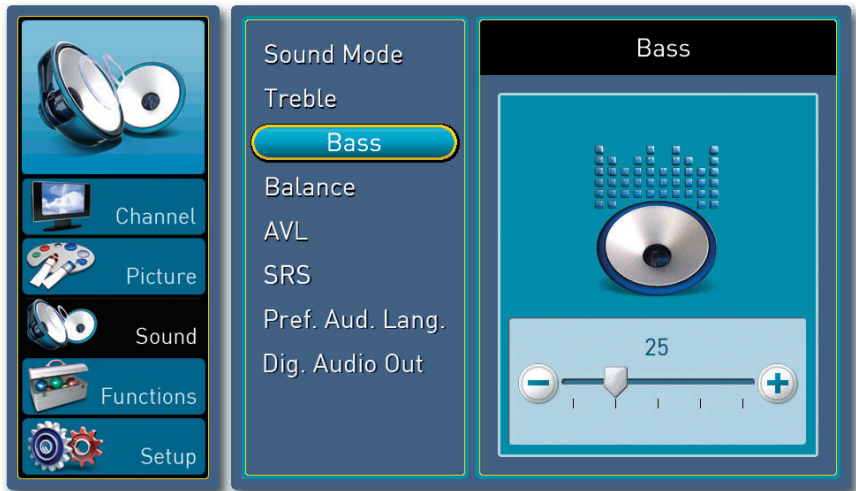 Channel
Picture
Sound
Functions
Setup
Sound Mode
Treble
Bass
Balance
AVL
SRS
Pref. Aud. Lang.
Dig. Audio Out
Bass
25